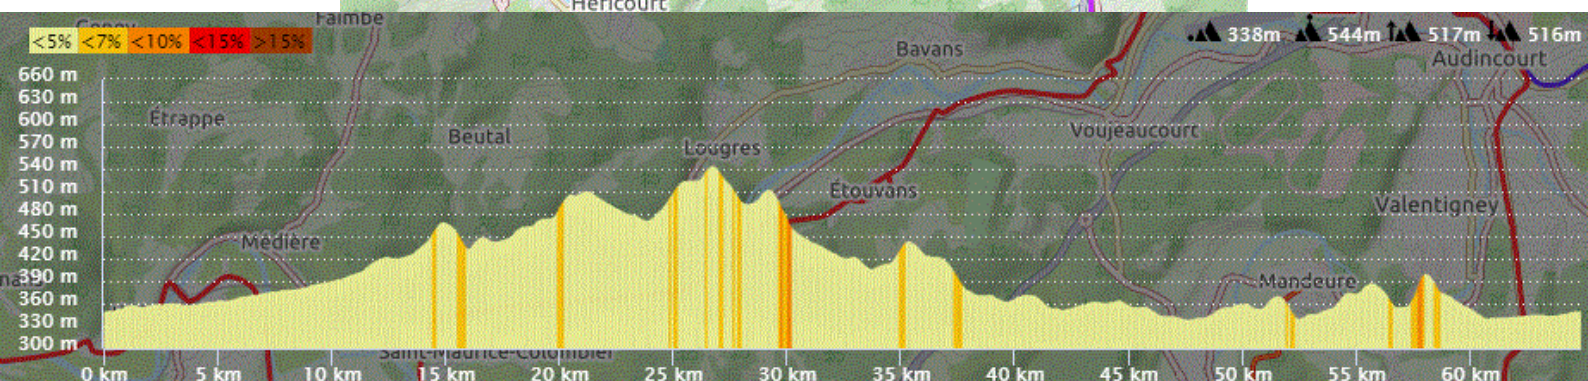 Héricourt
Faimbe
<5% <7% <10% <15% >15%
338m 544m 517m 516m
Bavans
Audincourt
660 m
630 m
Étrappe
600 m
Beutal
Voujeaucourt
570 m
Lougres
540 m
510 m
Étouvans
480 m
Valentigney
450 m
Médière
420 m
390 m
Mandeure
360 m
330 m
300 m
Saint-Maurice-Colombier
0 km 5 km 10 km 15 km 20 km 25 km 30 km 35 km 40 km 45 km 50 km 55 km 60 km